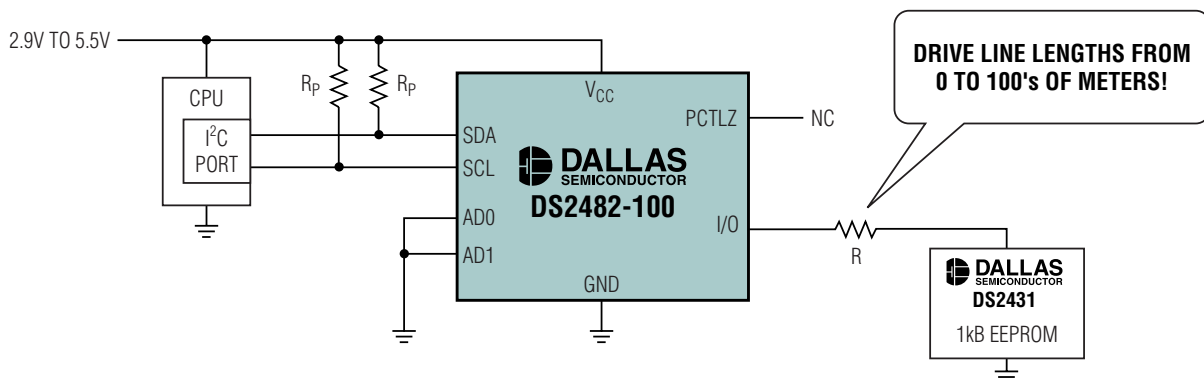 2.9V TO 5.5V
CPU
I²C
PORT
Rₚ
Rₚ
V_CC
SDA
SCL
AD0
AD1
PCTLZ
NC
I/O
GND
DALLAS
SEMICONDUCTOR
DS2482-100
R
DRIVE LINE LENGTHS FROM
0 TO 100's OF METERS!
DALLAS
SEMICONDUCTOR
DS2431
1kB EEPROM